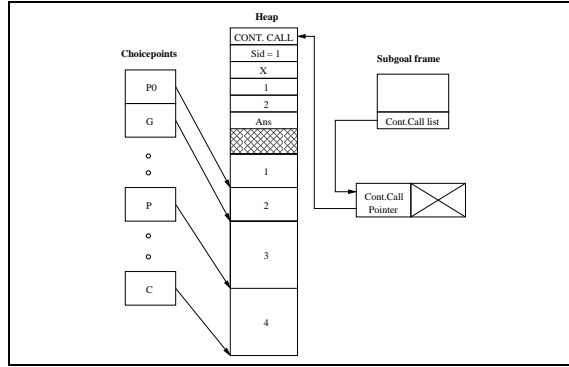 Heap
Choicepoints
Subgoal frame
CONT. CALL
Sid = 1
X
1
2
Ans
1
2
3
4
P0
G
P
C
Cont.Call list
Cont.Call
Pointer